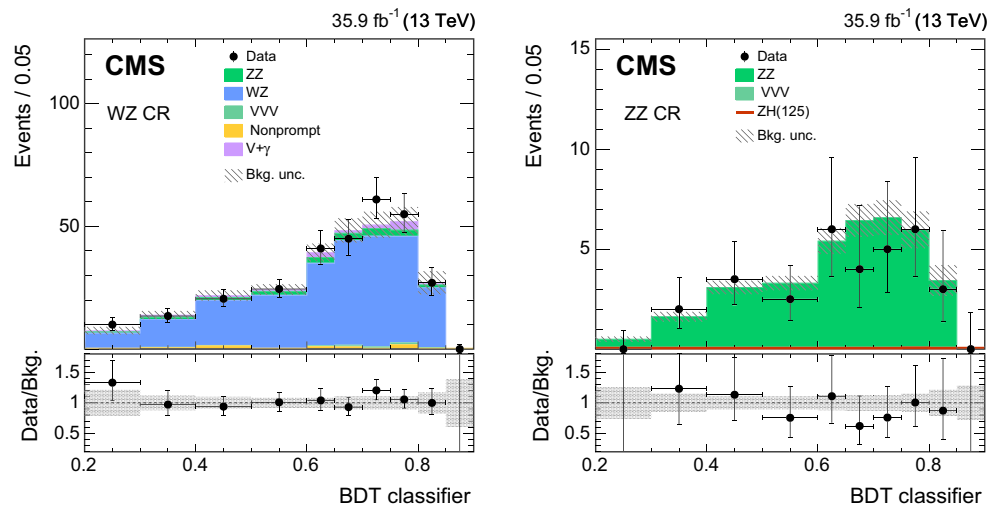 35.9 fb⁻¹ (13 TeV)
Events / 0.05
100
50
CMS
WZ CR
Data
ZZ
WZ
VVV
Nonprompt
V+γ
Bkg. unc.
Data/Bkg.
1.5
1
0.5
0.2
0.4
0.6
0.8
BDT classifier
35.9 fb⁻¹ (13 TeV)
Events / 0.05
15
10
5
CMS
ZZ CR
Data
ZZ
VVV
ZH(125)
Bkg. unc.
Data/Bkg.
1.5
1
0.5
0.2
0.4
0.6
0.8
BDT classifier